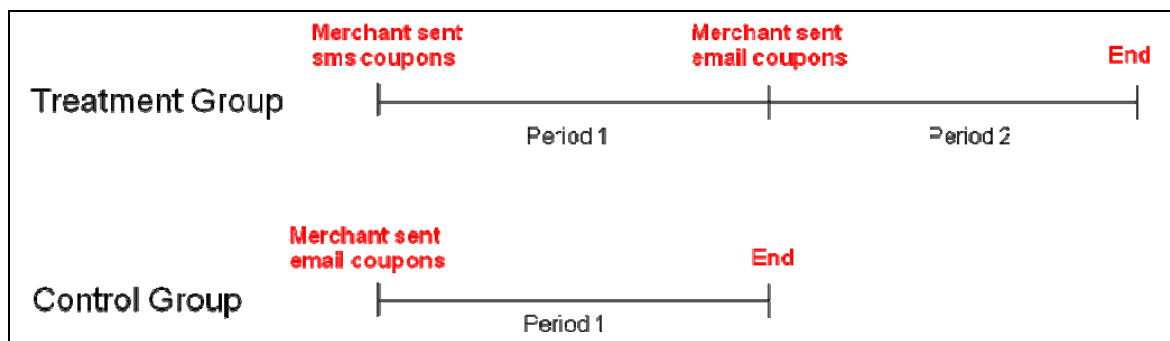 Merchant sent
sms coupons
Merchant sent
email coupons
End
Treatment Group
Period 1
Period 2
Merchant sent
email coupons
End
Control Group
Period 1